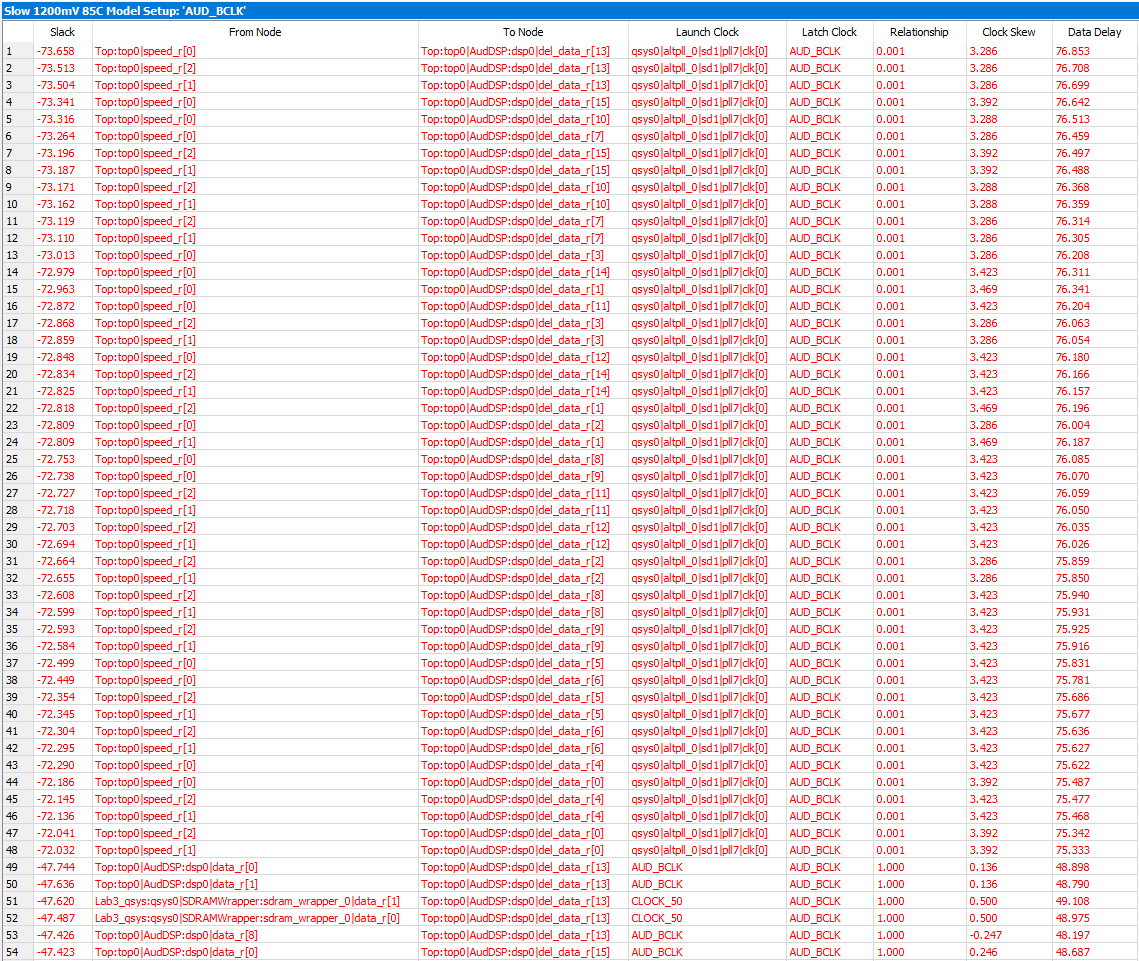 Slow 1200mV 85C Model Setup: 'AUD_BCLK'
Slack From Node To Node Launch Clock Latch Clock Relationship Clock Skew Data Delay
1 -73.658 Top:top0|speed_r[0] Top:top0|AudDSP:dsp0|del_data_r[13] qsys0|altpll_0|sd1|pll7|clk[0] AUD_BCLK 0.001 3.286 76.853
2 -73.513 Top:top0|speed_r[2] Top:top0|AudDSP:dsp0|del_data_r[13] qsys0|altpll_0|sd1|pll7|clk[0] AUD_BCLK 0.001 3.286 76.708
3 -73.504 Top:top0|speed_r[1] Top:top0|AudDSP:dsp0|del_data_r[13] qsys0|altpll_0|sd1|pll7|clk[0] AUD_BCLK 0.001 3.286 76.699
4 -73.341 Top:top0|speed_r[0] Top:top0|AudDSP:dsp0|del_data_r[15] qsys0|altpll_0|sd1|pll7|clk[0] AUD_BCLK 0.001 3.392 76.642
5 -73.316 Top:top0|speed_r[0] Top:top0|AudDSP:dsp0|del_data_r[10] qsys0|altpll_0|sd1|pll7|clk[0] AUD_BCLK 0.001 3.288 76.513
6 -73.264 Top:top0|speed_r[0] Top:top0|AudDSP:dsp0|del_data_r[7] qsys0|altpll_0|sd1|pll7|clk[0] AUD_BCLK 0.001 3.286 76.459
7 -73.196 Top:top0|speed_r[2] Top:top0|AudDSP:dsp0|del_data_r[15] qsys0|altpll_0|sd1|pll7|clk[0] AUD_BCLK 0.001 3.392 76.497
8 -73.187 Top:top0|speed_r[1] Top:top0|AudDSP:dsp0|del_data_r[15] qsys0|altpll_0|sd1|pll7|clk[0] AUD_BCLK 0.001 3.392 76.488
9 -73.171 Top:top0|speed_r[2] Top:top0|AudDSP:dsp0|del_data_r[10] qsys0|altpll_0|sd1|pll7|clk[0] AUD_BCLK 0.001 3.288 76.368
10 -73.162 Top:top0|speed_r[1] Top:top0|AudDSP:dsp0|del_data_r[10] qsys0|altpll_0|sd1|pll7|clk[0] AUD_BCLK 0.001 3.288 76.359
11 -73.119 Top:top0|speed_r[2] Top:top0|AudDSP:dsp0|del_data_r[7] qsys0|altpll_0|sd1|pll7|clk[0] AUD_BCLK 0.001 3.286 76.314
12 -73.110 Top:top0|speed_r[1] Top:top0|AudDSP:dsp0|del_data_r[7] qsys0|altpll_0|sd1|pll7|clk[0] AUD_BCLK 0.001 3.286 76.305
13 -73.013 Top:top0|speed_r[0] Top:top0|AudDSP:dsp0|del_data_r[3] qsys0|altpll_0|sd1|pll7|clk[0] AUD_BCLK 0.001 3.286 76.208
14 -72.979 Top:top0|speed_r[0] Top:top0|AudDSP:dsp0|del_data_r[14] qsys0|altpll_0|sd1|pll7|clk[0] AUD_BCLK 0.001 3.423 76.311
15 -72.963 Top:top0|speed_r[0] Top:top0|AudDSP:dsp0|del_data_r[1] qsys0|altpll_0|sd1|pll7|clk[0] AUD_BCLK 0.001 3.469 76.341
16 -72.872 Top:top0|speed_r[0] Top:top0|AudDSP:dsp0|del_data_r[11] qsys0|altpll_0|sd1|pll7|clk[0] AUD_BCLK 0.001 3.423 76.204
17 -72.868 Top:top0|speed_r[2] Top:top0|AudDSP:dsp0|del_data_r[3] qsys0|altpll_0|sd1|pll7|clk[0] AUD_BCLK 0.001 3.286 76.063
18 -72.859 Top:top0|speed_r[1] Top:top0|AudDSP:dsp0|del_data_r[3] qsys0|altpll_0|sd1|pll7|clk[0] AUD_BCLK 0.001 3.286 76.054
19 -72.848 Top:top0|speed_r[0] Top:top0|AudDSP:dsp0|del_data_r[12] qsys0|altpll_0|sd1|pll7|clk[0] AUD_BCLK 0.001 3.423 76.180
20 -72.834 Top:top0|speed_r[2] Top:top0|AudDSP:dsp0|del_data_r[14] qsys0|altpll_0|sd1|pll7|clk[0] AUD_BCLK 0.001 3.423 76.166
21 -72.825 Top:top0|speed_r[1] Top:top0|AudDSP:dsp0|del_data_r[14] qsys0|altpll_0|sd1|pll7|clk[0] AUD_BCLK 0.001 3.423 76.157
22 -72.818 Top:top0|speed_r[2] Top:top0|AudDSP:dsp0|del_data_r[1] qsys0|altpll_0|sd1|pll7|clk[0] AUD_BCLK 0.001 3.469 76.196
23 -72.809 Top:top0|speed_r[0] Top:top0|AudDSP:dsp0|del_data_r[2] qsys0|altpll_0|sd1|pll7|clk[0] AUD_BCLK 0.001 3.286 76.004
24 -72.809 Top:top0|speed_r[1] Top:top0|AudDSP:dsp0|del_data_r[1] qsys0|altpll_0|sd1|pll7|clk[0] AUD_BCLK 0.001 3.469 76.187
25 -72.753 Top:top0|speed_r[0] Top:top0|AudDSP:dsp0|del_data_r[8] qsys0|altpll_0|sd1|pll7|clk[0] AUD_BCLK 0.001 3.423 76.085
26 -72.738 Top:top0|speed_r[0] Top:top0|AudDSP:dsp0|del_data_r[9] qsys0|altpll_0|sd1|pll7|clk[0] AUD_BCLK 0.001 3.423 76.070
27 -72.727 Top:top0|speed_r[2] Top:top0|AudDSP:dsp0|del_data_r[11] qsys0|altpll_0|sd1|pll7|clk[0] AUD_BCLK 0.001 3.423 76.059
28 -72.718 Top:top0|speed_r[1] Top:top0|AudDSP:dsp0|del_data_r[11] qsys0|altpll_0|sd1|pll7|clk[0] AUD_BCLK 0.001 3.423 76.050
29 -72.703 Top:top0|speed_r[2] Top:top0|AudDSP:dsp0|del_data_r[12] qsys0|altpll_0|sd1|pll7|clk[0] AUD_BCLK 0.001 3.423 76.035
30 -72.694 Top:top0|speed_r[1] Top:top0|AudDSP:dsp0|del_data_r[12] qsys0|altpll_0|sd1|pll7|clk[0] AUD_BCLK 0.001 3.423 76.026
31 -72.664 Top:top0|speed_r[2] Top:top0|AudDSP:dsp0|del_data_r[2] qsys0|altpll_0|sd1|pll7|clk[0] AUD_BCLK 0.001 3.286 75.859
32 -72.655 Top:top0|speed_r[1] Top:top0|AudDSP:dsp0|del_data_r[2] qsys0|altpll_0|sd1|pll7|clk[0] AUD_BCLK 0.001 3.286 75.850
33 -72.608 Top:top0|speed_r[2] Top:top0|AudDSP:dsp0|del_data_r[8] qsys0|altpll_0|sd1|pll7|clk[0] AUD_BCLK 0.001 3.423 75.940
34 -72.599 Top:top0|speed_r[1] Top:top0|AudDSP:dsp0|del_data_r[8] qsys0|altpll_0|sd1|pll7|clk[0] AUD_BCLK 0.001 3.423 75.931
35 -72.593 Top:top0|speed_r[2] Top:top0|AudDSP:dsp0|del_data_r[9] qsys0|altpll_0|sd1|pll7|clk[0] AUD_BCLK 0.001 3.423 75.925
36 -72.584 Top:top0|speed_r[1] Top:top0|AudDSP:dsp0|del_data_r[9] qsys0|altpll_0|sd1|pll7|clk[0] AUD_BCLK 0.001 3.423 75.916
37 -72.499 Top:top0|speed_r[0] Top:top0|AudDSP:dsp0|del_data_r[5] qsys0|altpll_0|sd1|pll7|clk[0] AUD_BCLK 0.001 3.423 75.831
38 -72.449 Top:top0|speed_r[0] Top:top0|AudDSP:dsp0|del_data_r[6] qsys0|altpll_0|sd1|pll7|clk[0] AUD_BCLK 0.001 3.423 75.781
39 -72.354 Top:top0|speed_r[2] Top:top0|AudDSP:dsp0|del_data_r[5] qsys0|altpll_0|sd1|pll7|clk[0] AUD_BCLK 0.001 3.423 75.686
40 -72.345 Top:top0|speed_r[1] Top:top0|AudDSP:dsp0|del_data_r[5] qsys0|altpll_0|sd1|pll7|clk[0] AUD_BCLK 0.001 3.423 75.677
41 -72.304 Top:top0|speed_r[2] Top:top0|AudDSP:dsp0|del_data_r[6] qsys0|altpll_0|sd1|pll7|clk[0] AUD_BCLK 0.001 3.423 75.636
42 -72.295 Top:top0|speed_r[1] Top:top0|AudDSP:dsp0|del_data_r[6] qsys0|altpll_0|sd1|pll7|clk[0] AUD_BCLK 0.001 3.423 75.627
43 -72.290 Top:top0|speed_r[0] Top:top0|AudDSP:dsp0|del_data_r[4] qsys0|altpll_0|sd1|pll7|clk[0] AUD_BCLK 0.001 3.423 75.622
44 -72.186 Top:top0|speed_r[0] Top:top0|AudDSP:dsp0|del_data_r[0] qsys0|altpll_0|sd1|pll7|clk[0] AUD_BCLK 0.001 3.392 75.487
45 -72.145 Top:top0|speed_r[2] Top:top0|AudDSP:dsp0|del_data_r[4] qsys0|altpll_0|sd1|pll7|clk[0] AUD_BCLK 0.001 3.423 75.477
46 -72.136 Top:top0|speed_r[1] Top:top0|AudDSP:dsp0|del_data_r[4] qsys0|altpll_0|sd1|pll7|clk[0] AUD_BCLK 0.001 3.423 75.468
47 -72.041 Top:top0|speed_r[2] Top:top0|AudDSP:dsp0|del_data_r[0] qsys0|altpll_0|sd1|pll7|clk[0] AUD_BCLK 0.001 3.392 75.342
48 -72.032 Top:top0|speed_r[1] Top:top0|AudDSP:dsp0|del_data_r[0] qsys0|altpll_0|sd1|pll7|clk[0] AUD_BCLK 0.001 3.392 75.333
49 -47.744 Top:top0|AudDSP:dsp0|data_r[0] Top:top0|AudDSP:dsp0|del_data_r[13] AUD_BCLK AUD_BCLK 1.000 0.136 48.898
50 -47.636 Top:top0|AudDSP:dsp0|data_r[1] Top:top0|AudDSP:dsp0|del_data_r[13] AUD_BCLK AUD_BCLK 1.000 0.136 48.790
51 -47.620 Lab3_qsys:qsys0|SDRAMWrapper:sdram_wrapper_0|data_r[1] Top:top0|AudDSP:dsp0|del_data_r[13] CLOCK_50 AUD_BCLK 1.000 0.500 49.108
52 -47.487 Lab3_qsys:qsys0|SDRAMWrapper:sdram_wrapper_0|data_r[0] Top:top0|AudDSP:dsp0|del_data_r[13] CLOCK_50 AUD_BCLK 1.000 0.500 48.975
53 -47.426 Top:top0|AudDSP:dsp0|data_r[8] Top:top0|AudDSP:dsp0|del_data_r[13] AUD_BCLK AUD_BCLK 1.000 -0.247 48.197
54 -47.423 Top:top0|AudDSP:dsp0|data_r[0] Top:top0|AudDSP:dsp0|del_data_r[15] AUD_BCLK AUD_BCLK 1.000 0.246 48.687